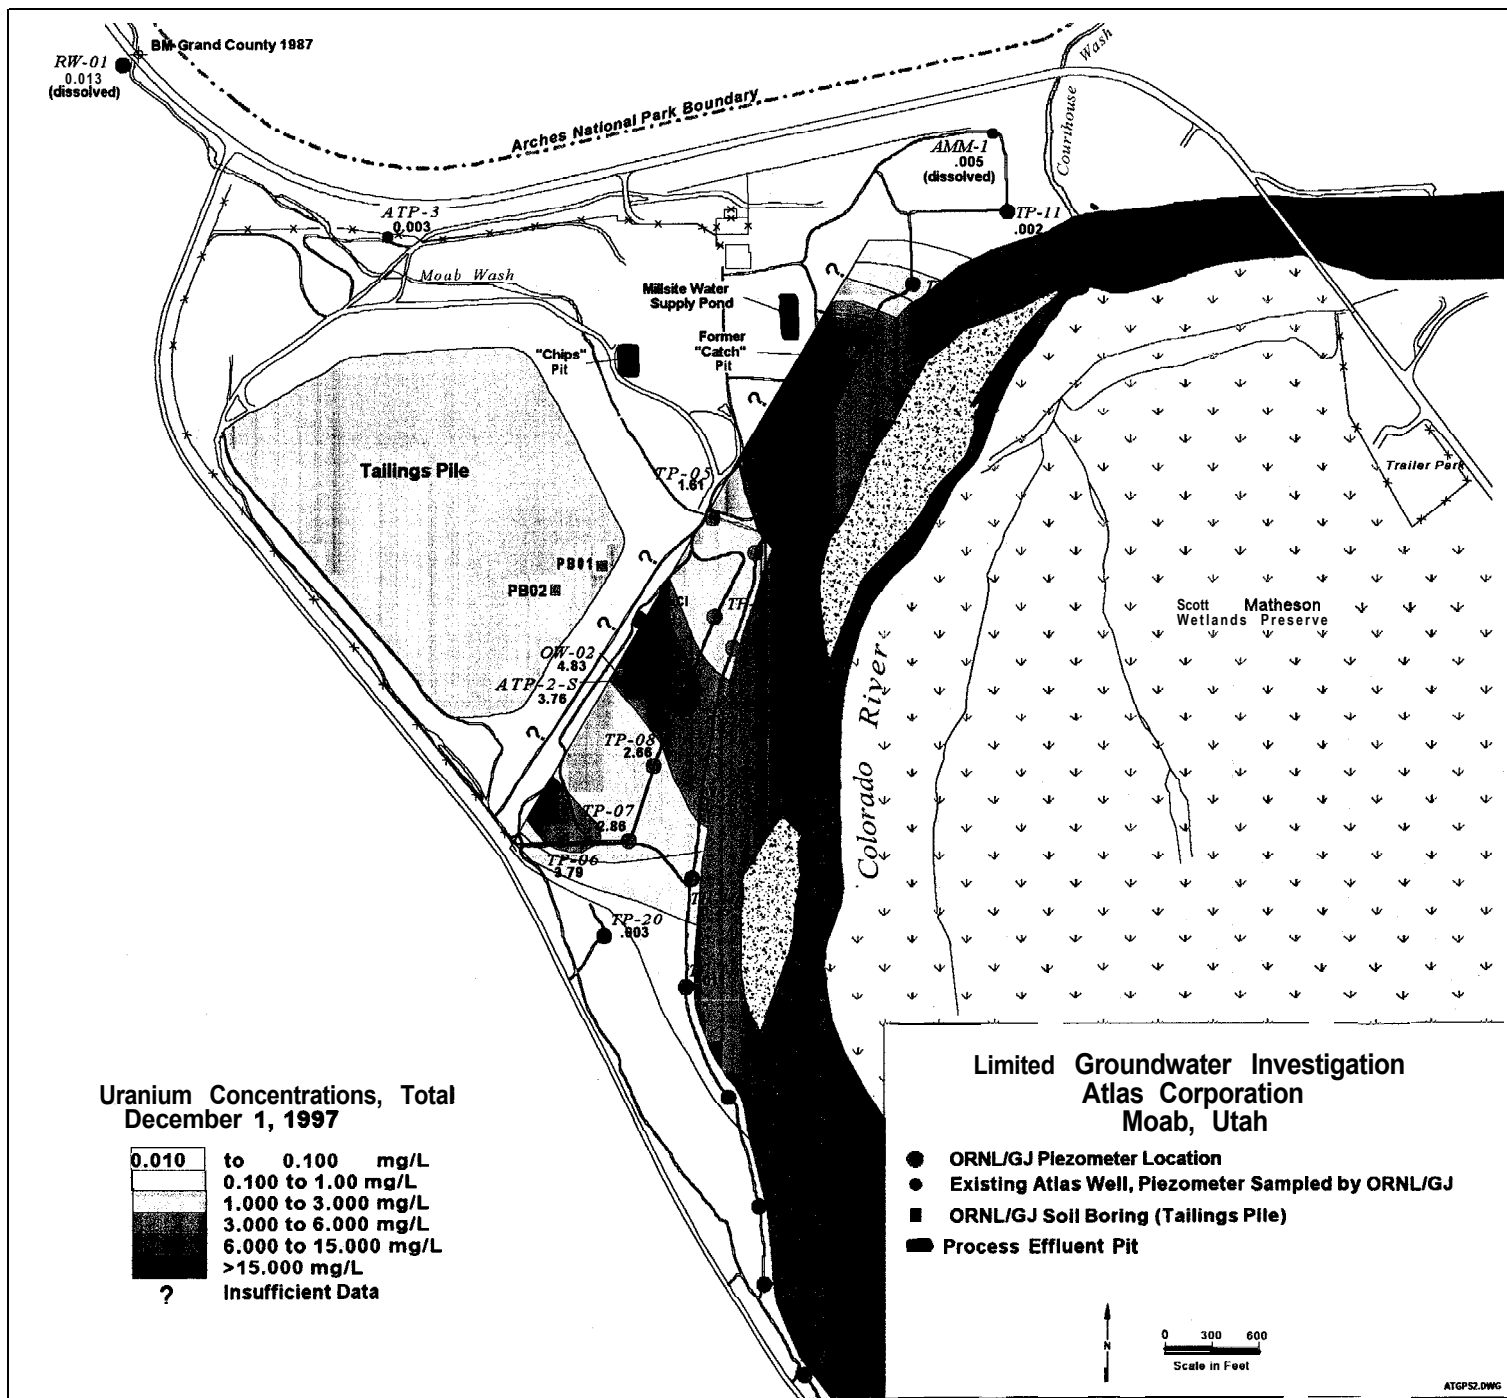 BM-Grand County 1987
RW-01
0.013
(dissolved)
Arches National Park Boundary
Courthouse Wash
AMM-1
.005
(dissolved)
ATP-3
0.003
TP-11
.002
Moab Wash
Millsite Water
Supply Pond
?
Former
"Catch"
Pit
"Chips"
Pit
?
Tailings Pile
TP-05
1.61
Trailer Park
PB01
PB02
?
?
TP-
Scott Matheson
Wetlands Preserve
OW-02
4.83
ATP-2-S
3.76
?
TP-08
2.66
Colorado River
TP-07
2.86
TP-06
3.79
TP-20
.003
Uranium Concentrations, Total
December 1, 1997
0.010 to 0.100 mg/L
0.100 to 1.00 mg/L
1.000 to 3.000 mg/L
3.000 to 6.000 mg/L
6.000 to 15.000 mg/L
>15.000 mg/L
? Insufficient Data
Limited Groundwater Investigation
Atlas Corporation
Moab, Utah
ORNL/GJ Piezometer Location
Existing Atlas Well, Piezometer Sampled by ORNL/GJ
ORNL/GJ Soil Boring (Tailings Pile)
Process Effluent Pit
N
0 300 600
Scale in Feet
ATGPS2.DWG